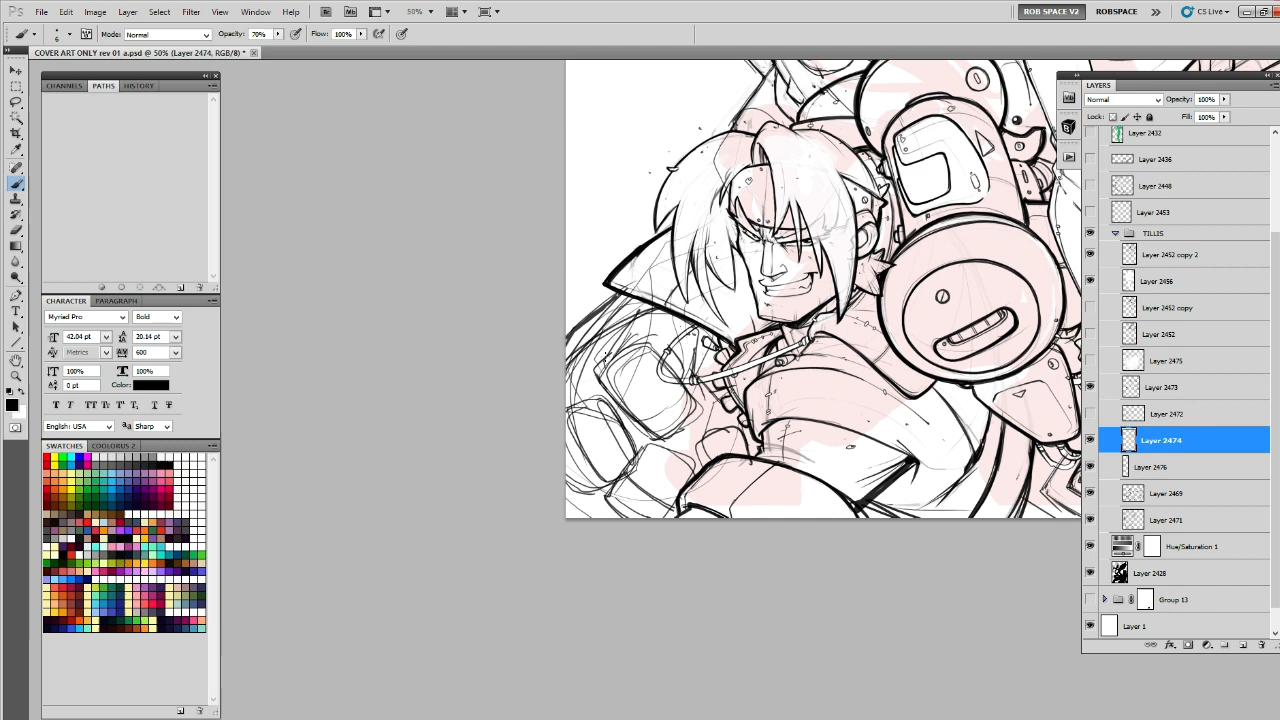 Ps File Edit Image Layer Select Filter View Window Help Br Mb 50% ROB SPACE V2 ROBSPACE CS Live
6 Mode: Normal Opacity: 70% Flow: 100%
COVER ART ONLY rev 01 a.psd @ 50% (Layer 2474, RGB/8) *
CHANNELS PATHS HISTORY
CHARACTER PARAGRAPH
Myriad Pro Bold
42.04 pt 20.14 pt
Metrics 600
100% 100%
0 pt Color:
English: USA Sharp
SWATCHES COLORUS 2
LAYERS
Normal Opacity: 100%
Lock: Fill: 100%
Layer 2432
Layer 2436
Layer 2448
Layer 2453
TILLIS
Layer 2452 copy 2
Layer 2456
Layer 2452 copy
Layer 2452
Layer 2475
Layer 2473
Layer 2472
Layer 2474
Layer 2476
Layer 2469
Layer 2471
Hue/Saturation 1
Layer 2428
Group 13
Layer 1